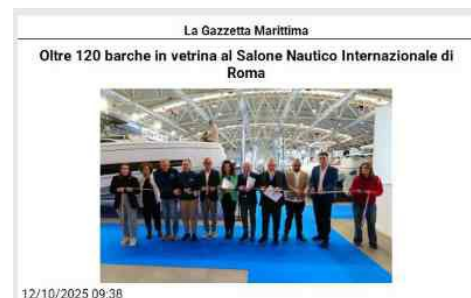 La Gazzetta Marittima
Oltre 120 barche in vetrina al Salone Nautico Internazionale di
Roma
12/10/2025 09:38